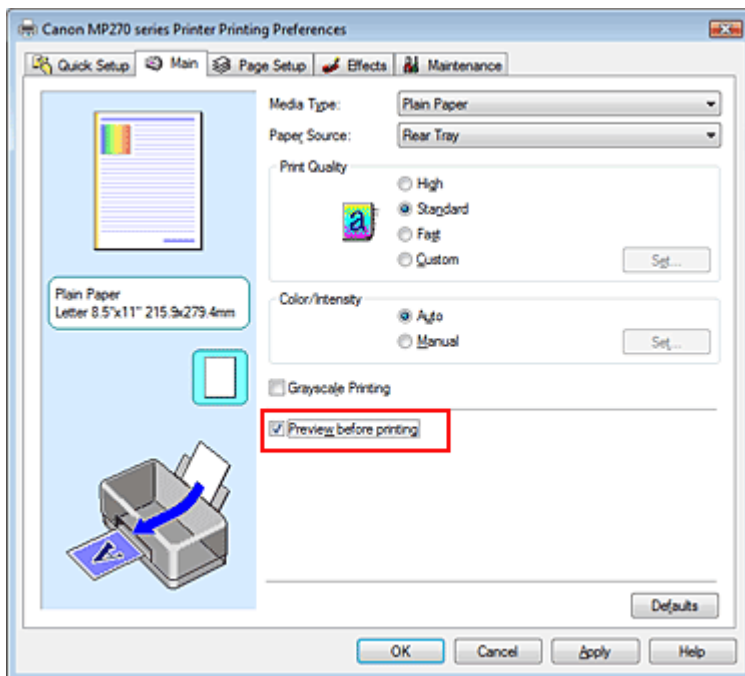 Canon MP270 series Printer Printing Preferences
Quick Setup Main Page Setup Effects Maintenance
Media Type: Plain Paper
Paper Source: Rear Tray
Print Quality
High
a Standard
Fast
Custom Set...
Plain Paper
Letter 8.5"x11" 215.9x279.4mm
Color/Intensity
Auto
Manual Set...
Grayscale Printing
Preview before printing
A
Defaults
OK Cancel Apply Help